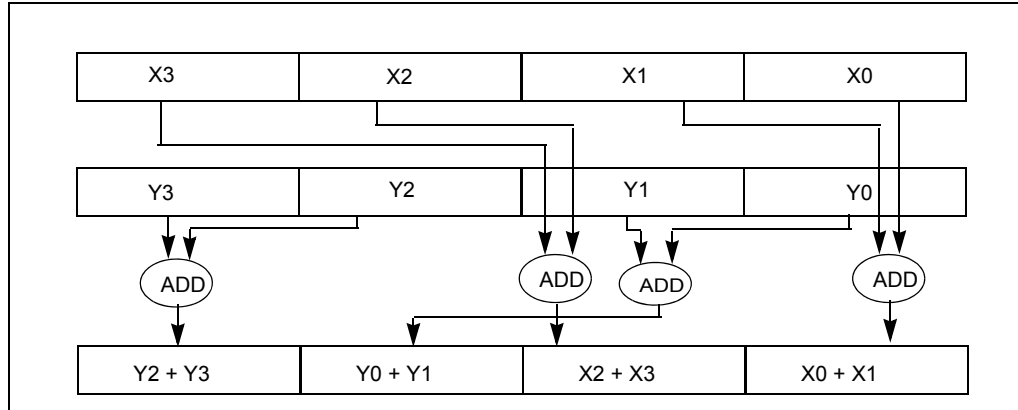 X3 X2 X1 X0
Y3 Y2 Y1 Y0
ADD ADD ADD ADD
Y2 + Y3 Y0 + Y1 X2 + X3 X0 + X1